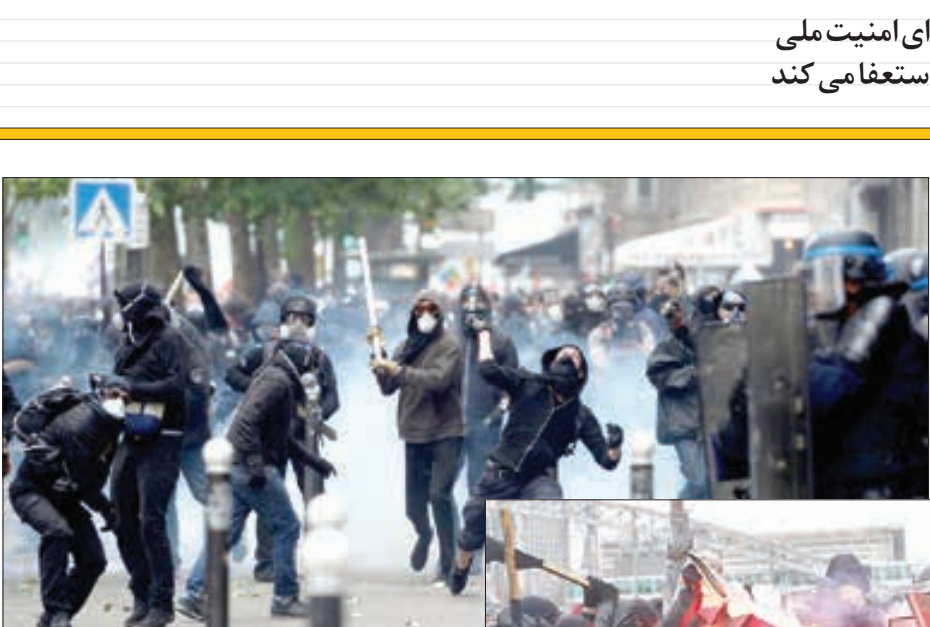 ای امنیت ملی
ستعفا می کند